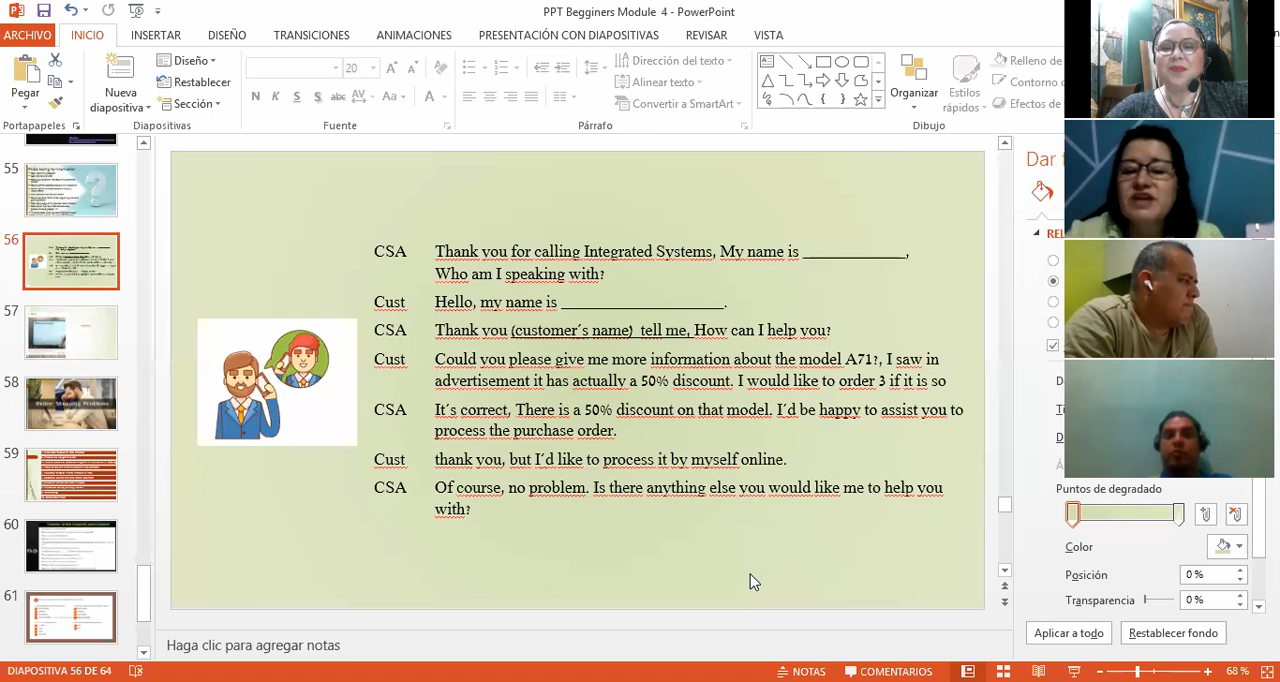 PPT Begginers Module 4 - PowerPoint
ARCHIVO INICIO INSERTAR DISEÑO TRANSICIONES ANIMACIONES PRESENTACIÓN CON DIAPOSITIVAS REVISAR VISTA
Pegar
Portapapeles
Nueva
diapositiva
Diseño
Restablecer
Sección
Diapositivas
20
N K S S abc AV Aa A
Fuente
Dirección del texto
Alinear texto
Convertir a SmartArt
Párrafo
Organizar
Estilos
rápidos
Relleno de
Contorno
Efectos de
Dibujo
55
56
57
58
59
60
61
CSA Thank you for calling Integrated Systems, My name is ____________,
Who am I speaking with?
Cust Hello, my name is ___________________.
CSA Thank you (customer´s name) tell me, How can I help you?
Cust Could you please give me more information about the model A71?, I saw in
advertisement it has actually a 50% discount. I would like to order 3 if it is so
CSA It´s correct, There is a 50% discount on that model. I´d be happy to assist you to
process the purchase order.
Cust thank you, but I´d like to process it by myself online.
CSA Of course, no problem. Is there anything else you would like me to help you
with?
Dar
REL
Puntos de degradado
Color
Posición 0 %
Transparencia 0 %
Aplicar a todo Restablecer fondo
Haga clic para agregar notas
DIAPOSITIVA 56 DE 64 NOTAS COMENTARIOS 68 %